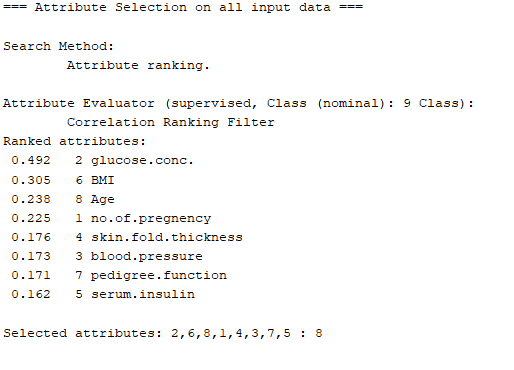 === Attribute Selection on all input data ===
Search Method:
Attribute ranking.
Attribute Evaluator (supervised, Class (nominal): 9 Class):
Correlation Ranking Filter
Ranked attributes:
0.492 2 glucose.conc.
0.305 6 BMI
0.238 8 Age
0.225 1 no.of.pregnency
0.176 4 skin.fold.thickness
0.173 3 blood.pressure
0.171 7 pedigree.function
0.162 5 serum.insulin
Selected attributes: 2,6,8,1,4,3,7,5 : 8